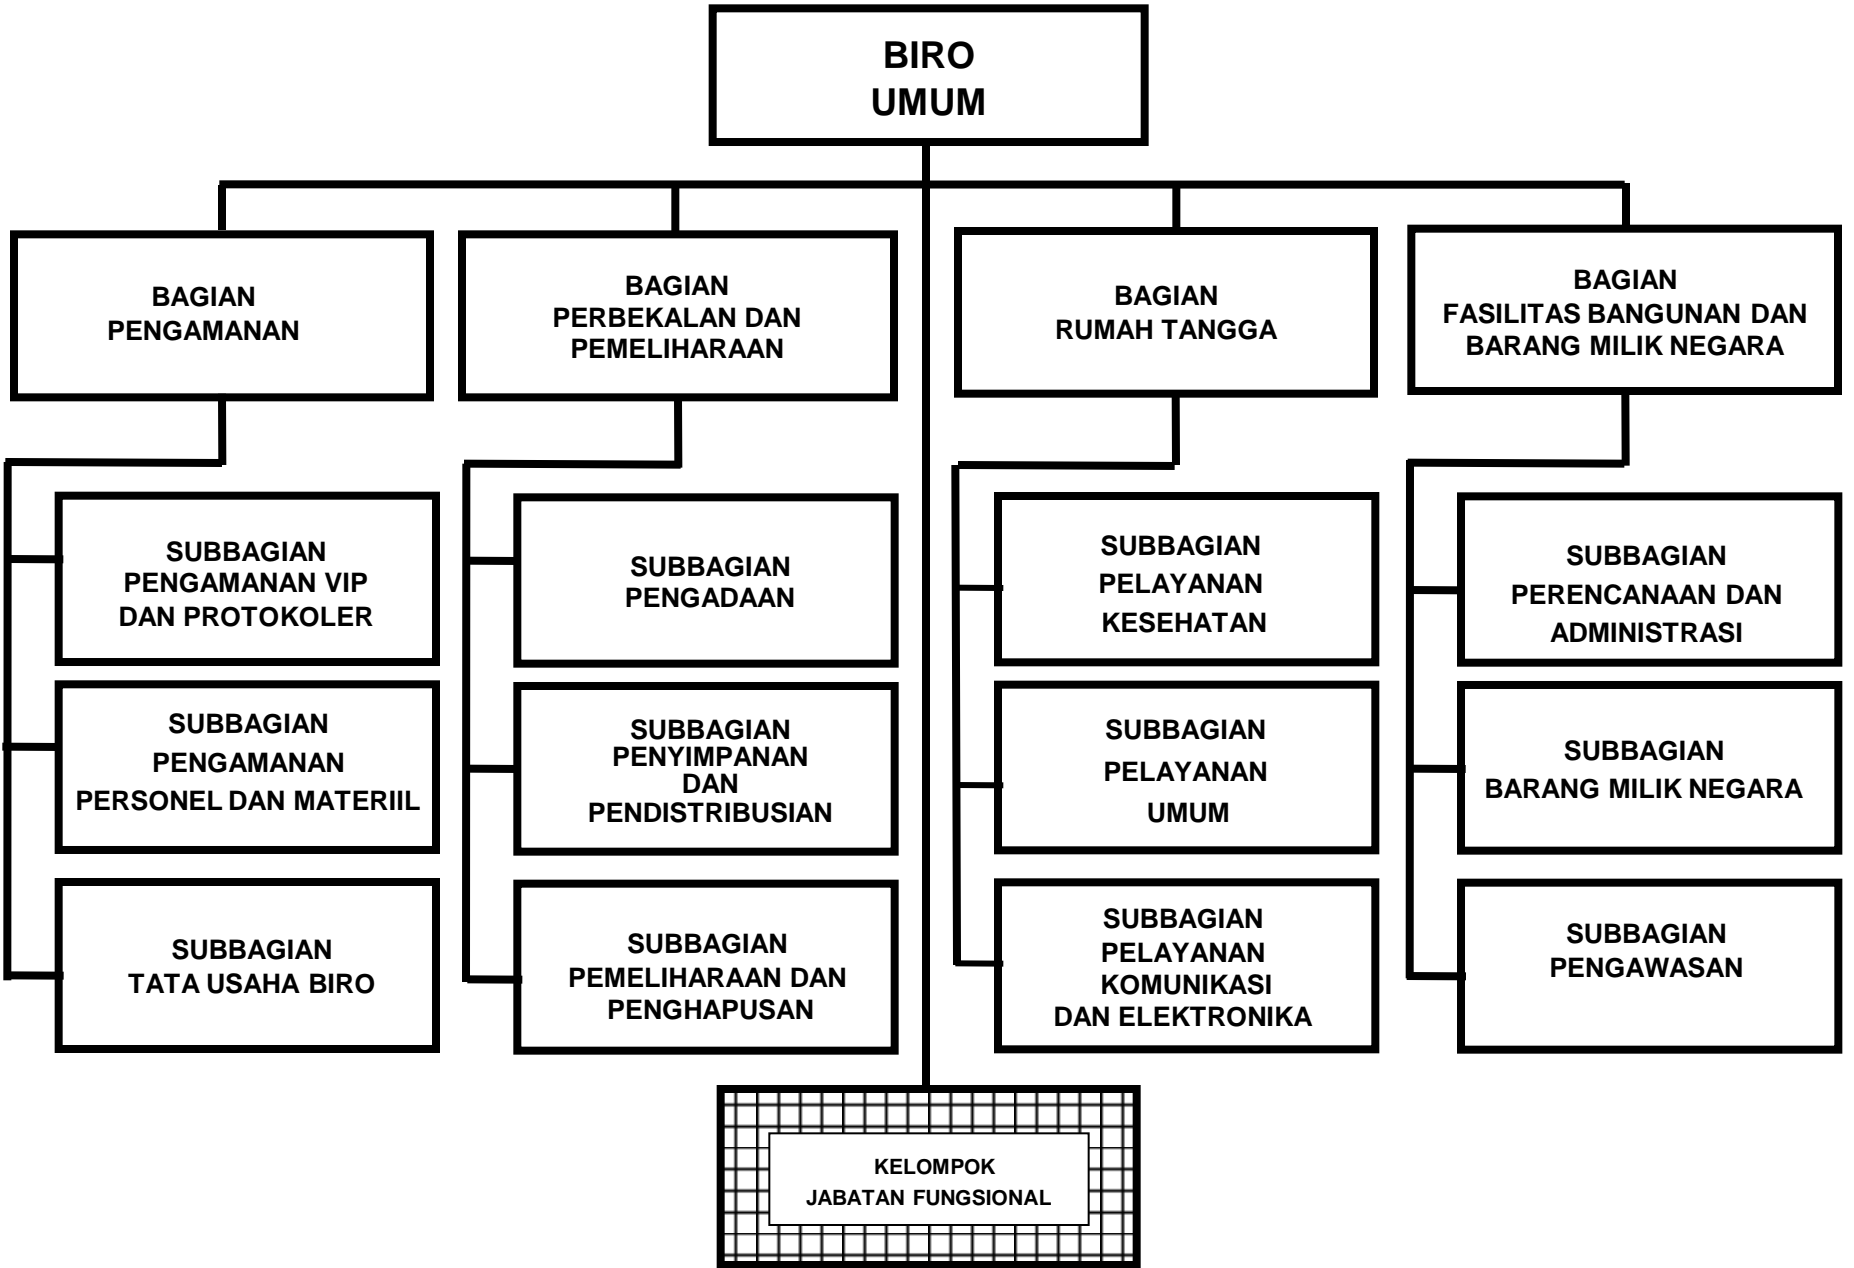 BIRO
UMUM
BAGIAN
PENGAMANAN
BAGIAN
PERBEKALAN DAN
PEMELIHARAAN
BAGIAN
RUMAH TANGGA
BAGIAN
FASILITAS BANGUNAN DAN
BARANG MILIK NEGARA
SUBBAGIAN
PENGAMANAN VIP
DAN PROTOKOLER
SUBBAGIAN
PENGADAAN
SUBBAGIAN
PELAYANAN
KESEHATAN
SUBBAGIAN
PERENCANAAN DAN
ADMINISTRASI
SUBBAGIAN
PENGAMANAN
PERSONEL DAN MATERIIL
SUBBAGIAN
PENYIMPANAN
DAN
PENDISTRIBUSIAN
SUBBAGIAN
PELAYANAN
UMUM
SUBBAGIAN
BARANG MILIK NEGARA
SUBBAGIAN
TATA USAHA BIRO
SUBBAGIAN
PEMELIHARAAN DAN
PENGHAPUSAN
SUBBAGIAN
PELAYANAN
KOMUNIKASI
DAN ELEKTRONIKA
SUBBAGIAN
PENGAWASAN
KELOMPOK
JABATAN FUNGSIONAL